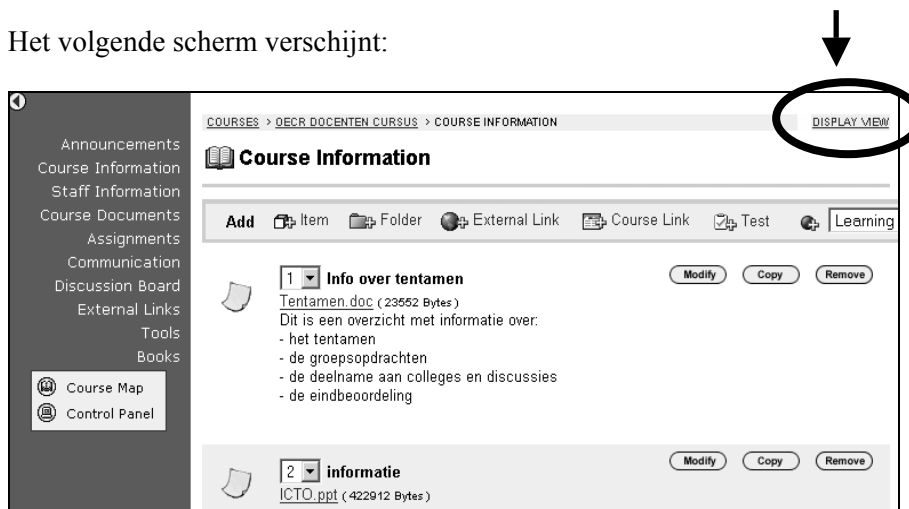 Het volgende scherm verschijnt:
COURSES > OECR DOCENTEN CURSUS > COURSE INFORMATION DISPLAY VIEW
Course Information
Announcements
Course Information
Staff Information
Course Documents
Assignments
Communication
Discussion Board
External Links
Tools
Books
Course Map
Control Panel
Add Item Folder External Link Course Link Test Learning
1 Info over tentamen Modify Copy Remove
Tentamen.doc (23552 Bytes)
Dit is een overzicht met informatie over:
- het tentamen
- de groepsopdrachten
- de deelname aan colleges en discussies
- de eindbeoordeling
2 informatie Modify Copy Remove
ICTO.ppt (422912 Bytes)